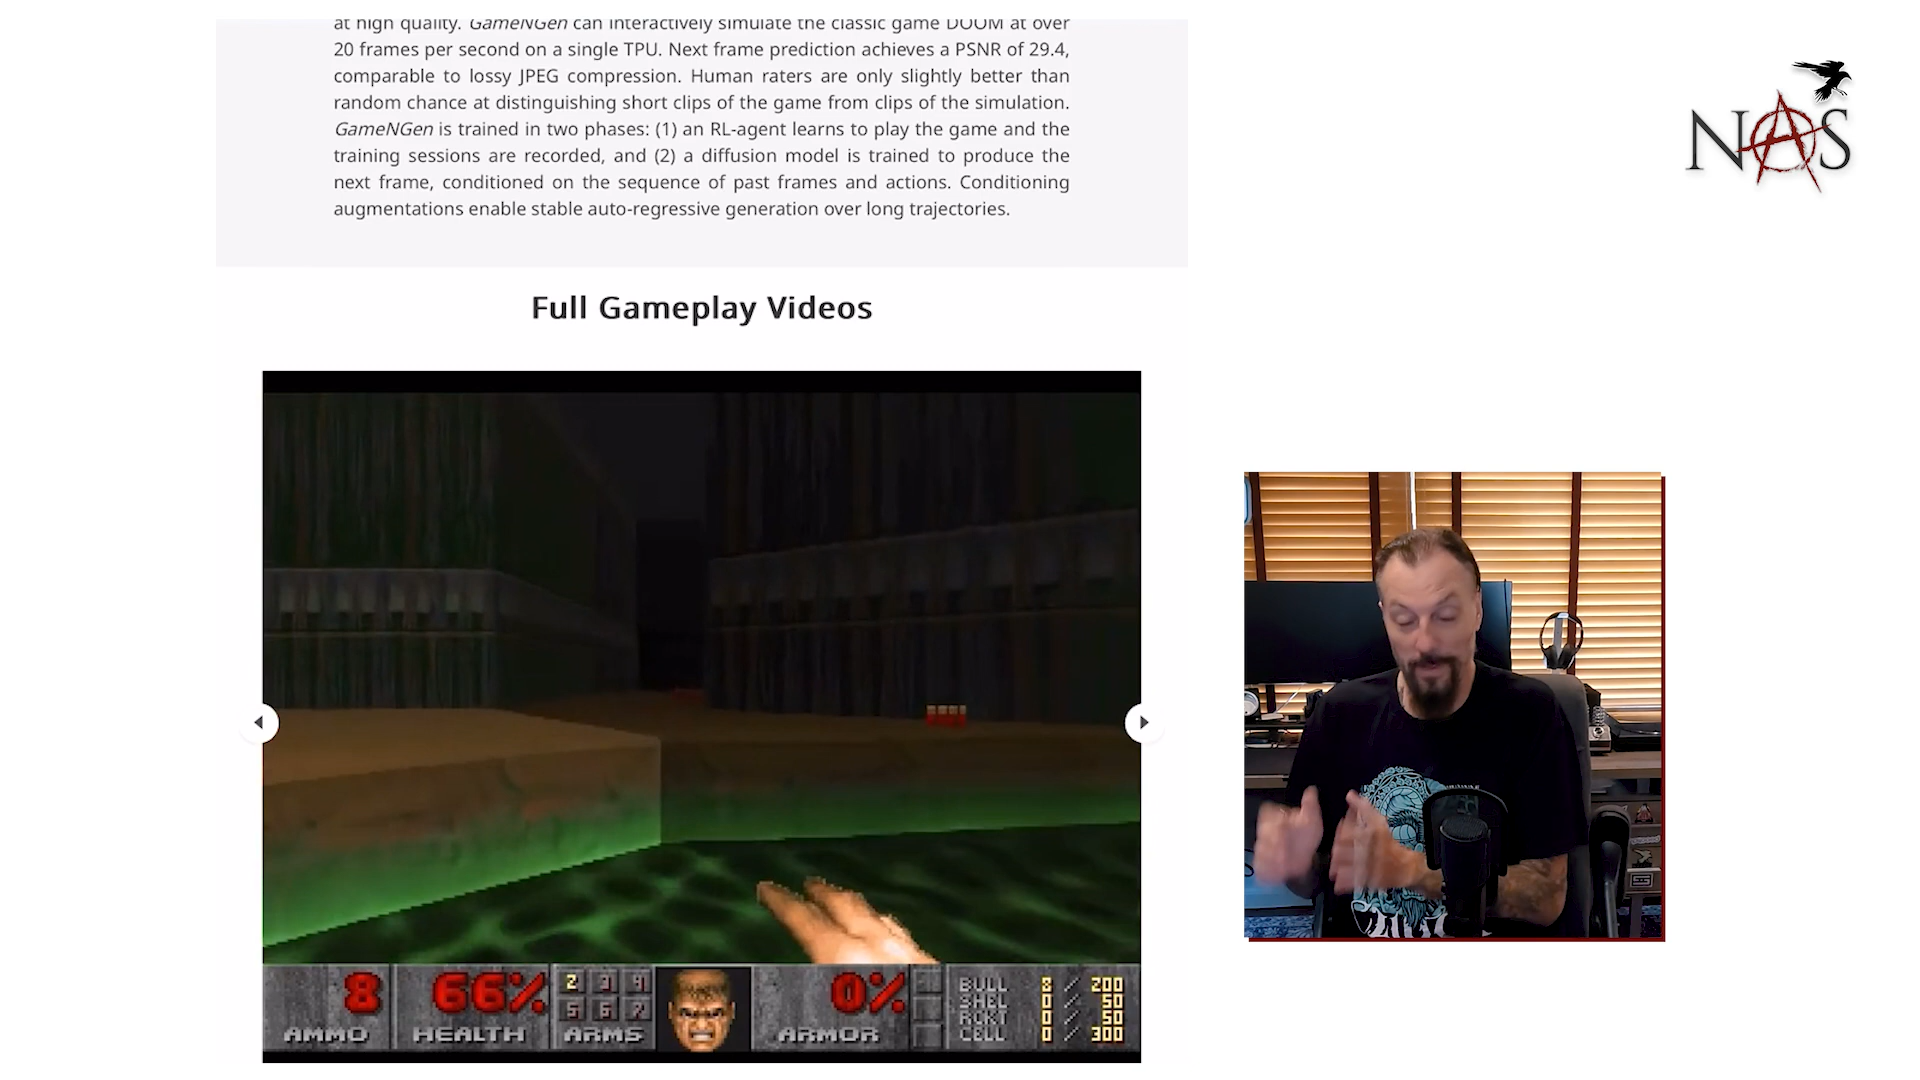 at high quality. GameNGen can interactively simulate the classic game DOOM at over
20 frames per second on a single TPU. Next frame prediction achieves a PSNR of 29.4,
comparable to lossy JPEG compression. Human raters are only slightly better than
random chance at distinguishing short clips of the game from clips of the simulation.
GameNGen is trained in two phases: (1) an RL-agent learns to play the game and the
training sessions are recorded, and (2) a diffusion model is trained to produce the
next frame, conditioned on the sequence of past frames and actions. Conditioning
augmentations enable stable auto-regressive generation over long trajectories.
NAS
Full Gameplay Videos
8 66% 2 3 4 0% BULL 8 / 200
5 6 7 SHEL 0 / 50
RCKT 0 / 50
AMMO HEALTH ARMS ARMOR CELL 0 / 300